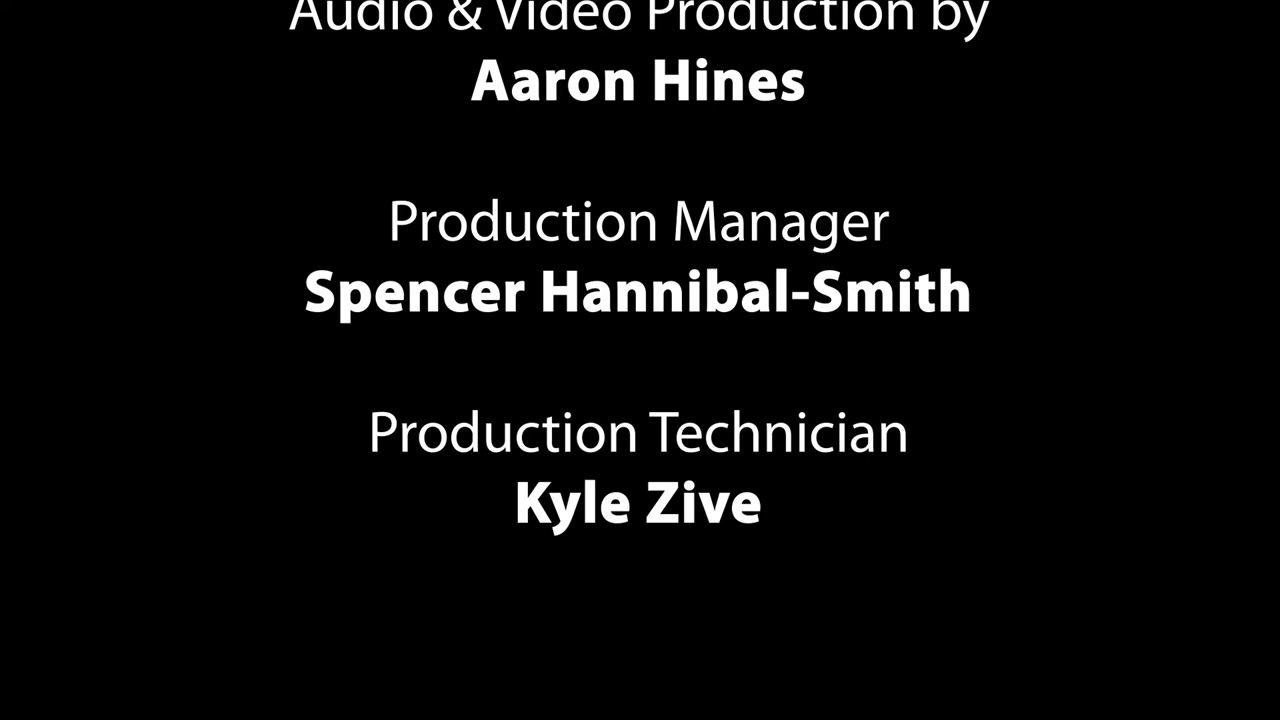 Audio & Video Production by
Aaron Hines
Production Manager
Spencer Hannibal-Smith
Production Technician
Kyle Zive